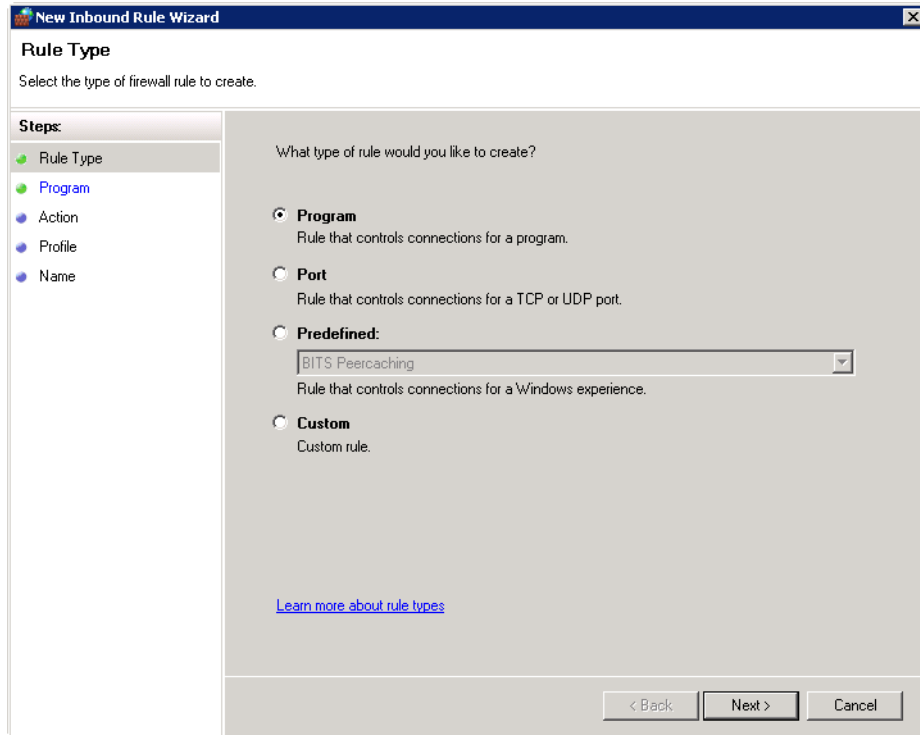 New Inbound Rule Wizard
Rule Type
Select the type of firewall rule to create.
Steps:
Rule Type
Program
Action
Profile
Name
What type of rule would you like to create?
Program
Rule that controls connections for a program.
Port
Rule that controls connections for a TCP or UDP port.
Predefined:
BITS Peercaching
Rule that controls connections for a Windows experience.
Custom
Custom rule.
Learn more about rule types
< Back
Next >
Cancel